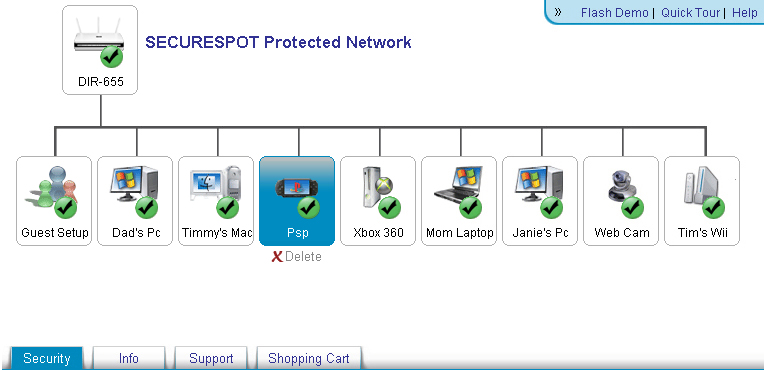 » Flash Demo | Quick Tour | Help
SECURESPOT Protected Network
DIR-655
Guest Setup Dad's Pc Timmy's Mac Psp Xbox 360 Mom Laptop Janie's Pc Web Cam Tim's Wii
X Delete
Security Info Support Shopping Cart